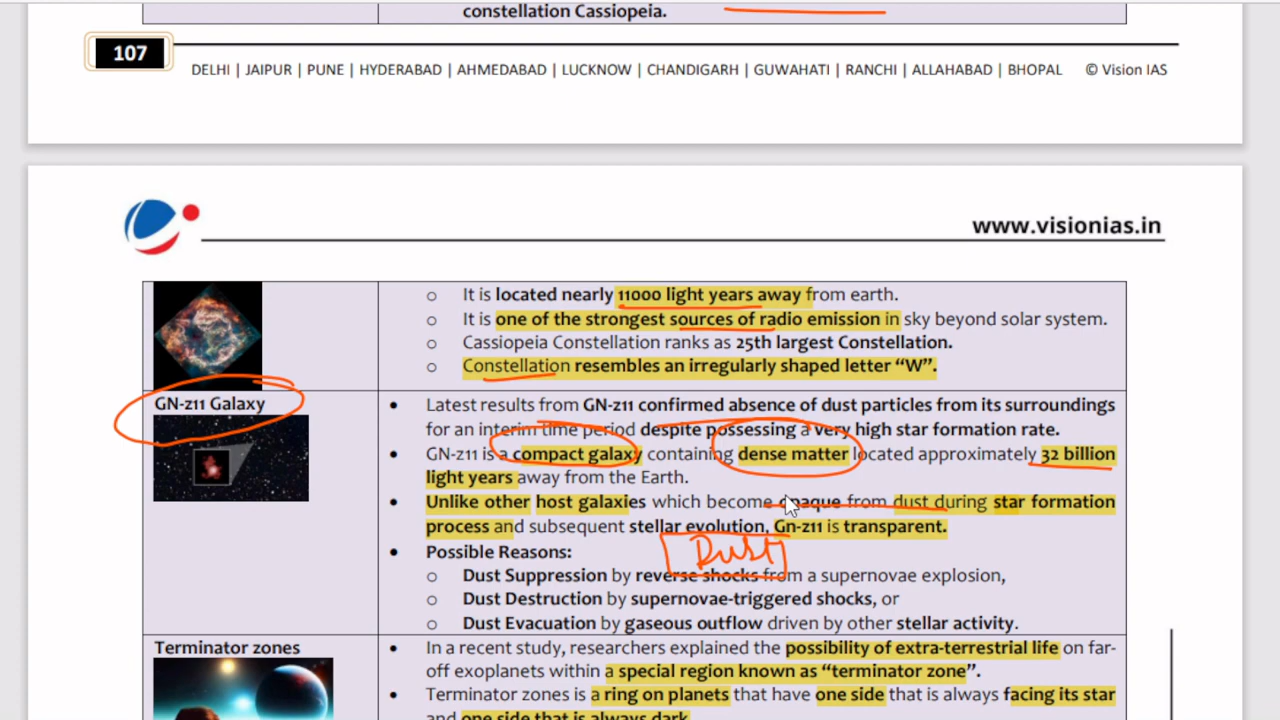 constellation Cassiopeia.
107
DELHI | JAIPUR | PUNE | HYDERABAD | AHMEDABAD | LUCKNOW | CHANDIGARH | GUWAHATI | RANCHI | ALLAHABAD | BHOPAL © Vision IAS
www.visionias.in
o It is located nearly 11000 light years away from earth.
o It is one of the strongest sources of radio emission in sky beyond solar system.
o Cassiopeia Constellation ranks as 25th largest Constellation.
o Constellation resembles an irregularly shaped letter “W”.
GN-z11 Galaxy
• Latest results from GN-z11 confirmed absence of dust particles from its surroundings
for an interim time period despite possessing a very high star formation rate.
• GN-z11 is a compact galaxy containing dense matter located approximately 32 billion
light years away from the Earth.
• Unlike other host galaxies which become opaque from dust during star formation
process and subsequent stellar evolution, Gn-z11 is transparent.
Dust
• Possible Reasons:
o Dust Suppression by reverse shocks from a supernovae explosion,
o Dust Destruction by supernovae-triggered shocks, or
o Dust Evacuation by gaseous outflow driven by other stellar activity.
Terminator zones
• In a recent study, researchers explained the possibility of extra-terrestrial life on far-
off exoplanets within a special region known as “terminator zone”.
• Terminator zones is a ring on planets that have one side that is always facing its star
and one side that is always dark.